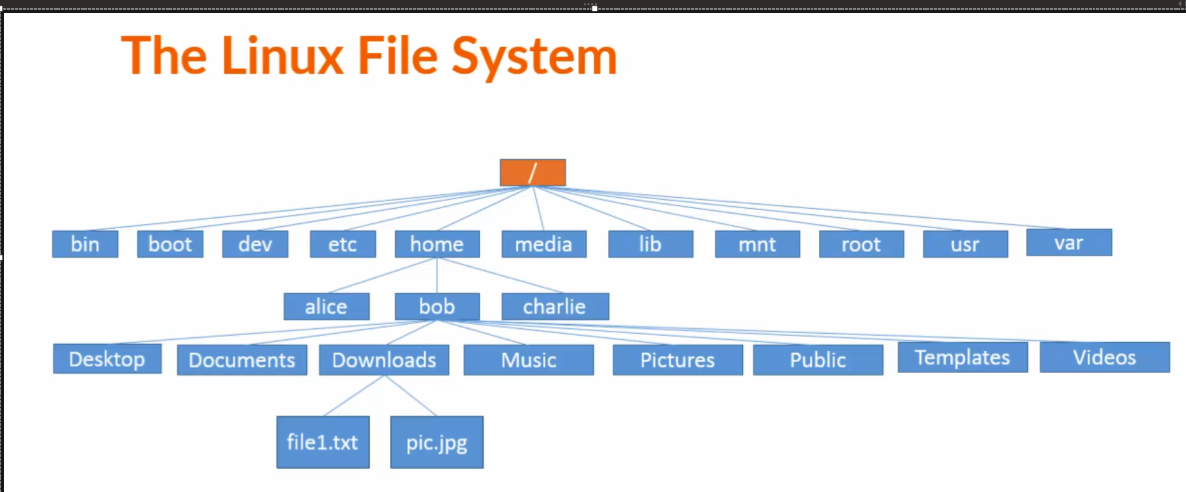 The Linux File System
/
bin boot dev etc home media lib mnt root usr var
alice bob charlie
Desktop Documents Downloads Music Pictures Public Templates Videos
file1.txt pic.jpg